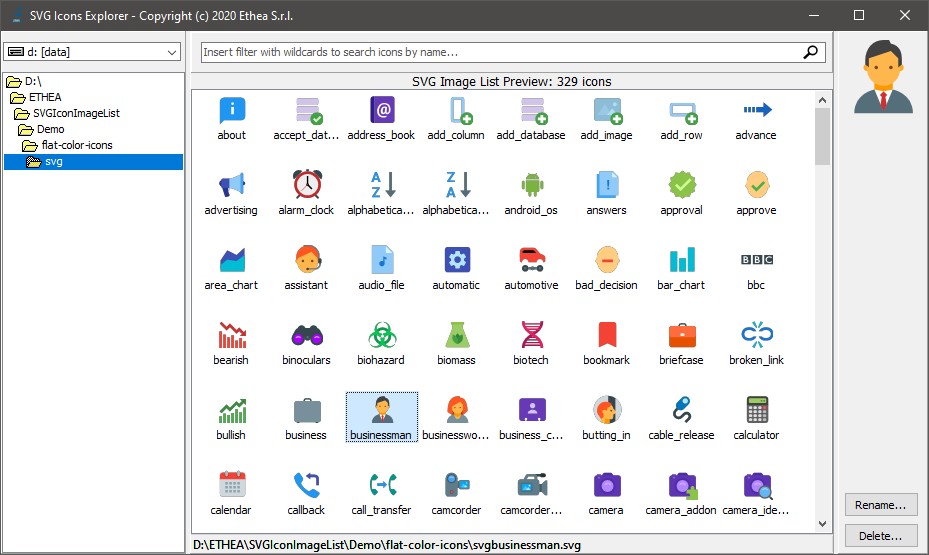 SVG Icons Explorer - Copyright (c) 2020 Ethea S.r.l.
d: [data]
D:\
ETHEA
SVGIconImageList
Demo
flat-color-icons
svg
Insert filter with wildcards to search icons by name...
SVG Image List Preview: 329 icons
i
@
about accept_dat... address_book add_column add_database add_image add_row advance
A Z
Z A
!
advertising alarm_clock alphabetica... alphabetica... android_os answers approval approve
BBC
area_chart assistant audio_file automatic automotive bad_decision bar_chart bbc
bearish binoculars biohazard biomass biotech bookmark briefcase broken_link
bullish business businessman businesswo... business_c... butting_in cable_release calculator
calendar callback call_transfer camcorder camcorder... camera camera_addon camera_ide...
Rename...
Delete...
D:\ETHEA\SVGIconImageList\Demo\flat-color-icons\svgbusinessman.svg